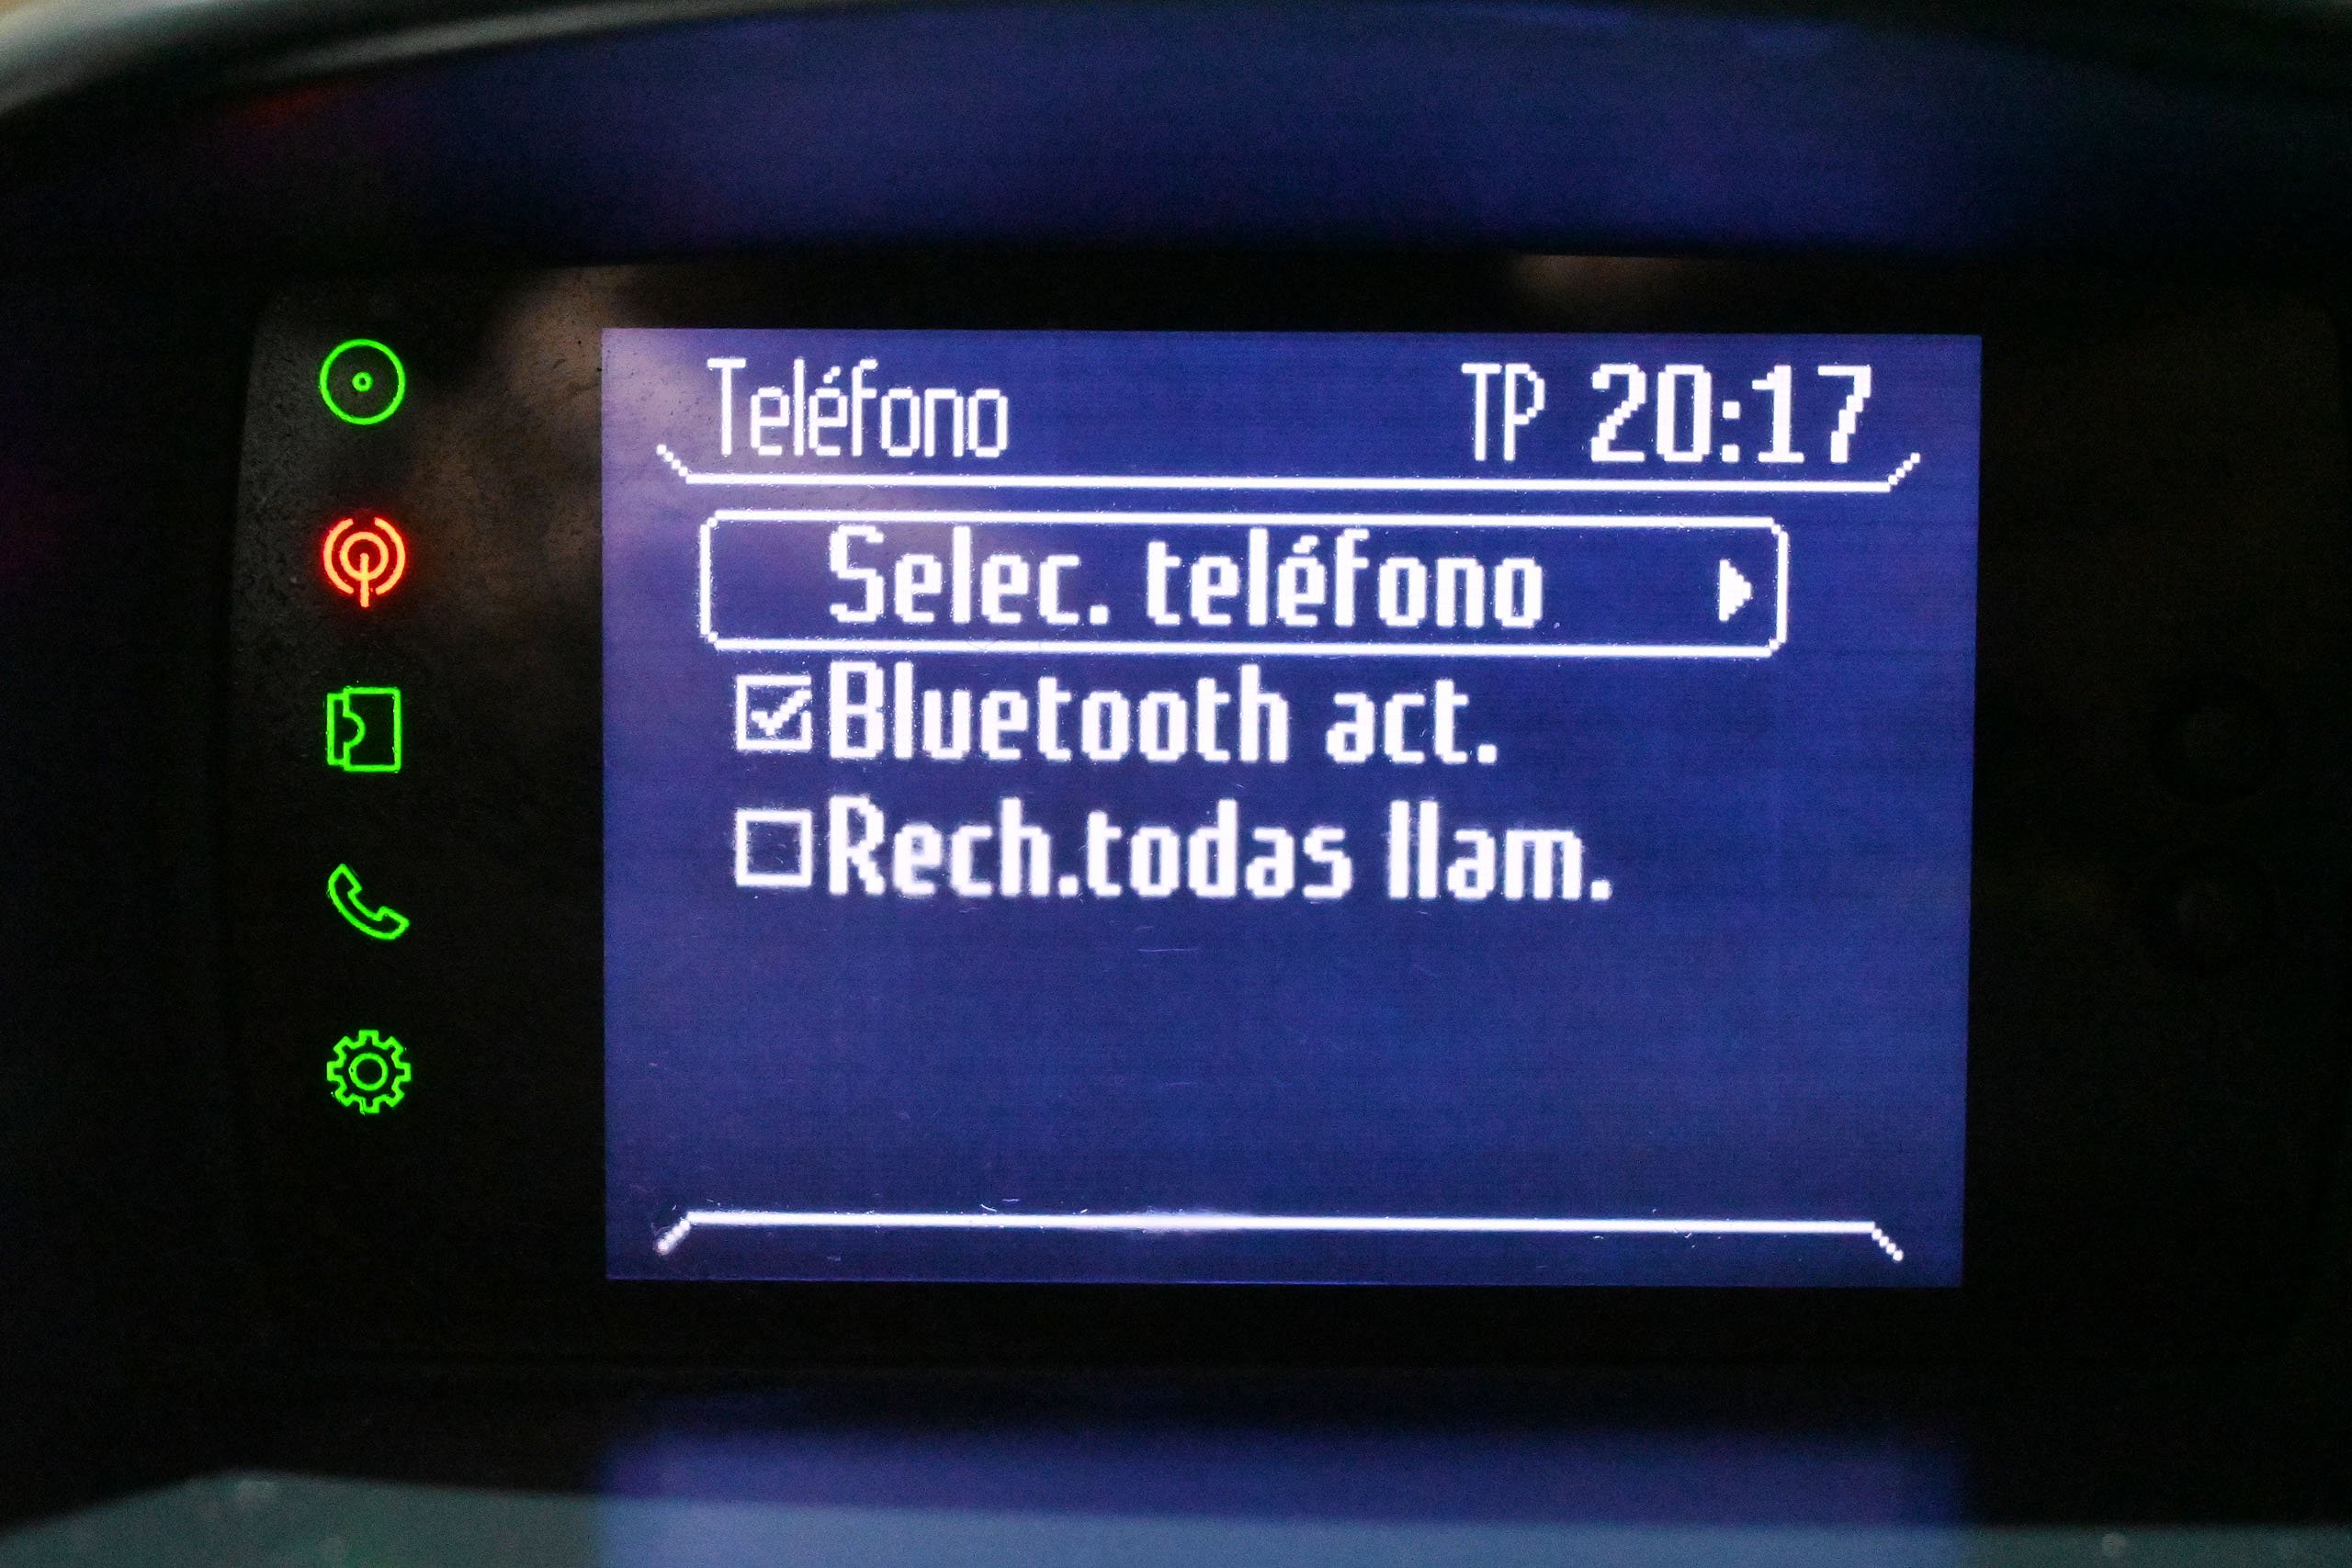 Teléfono TP 20:17
Selec. teléfono
Bluetooth act.
Rech.todas llam.